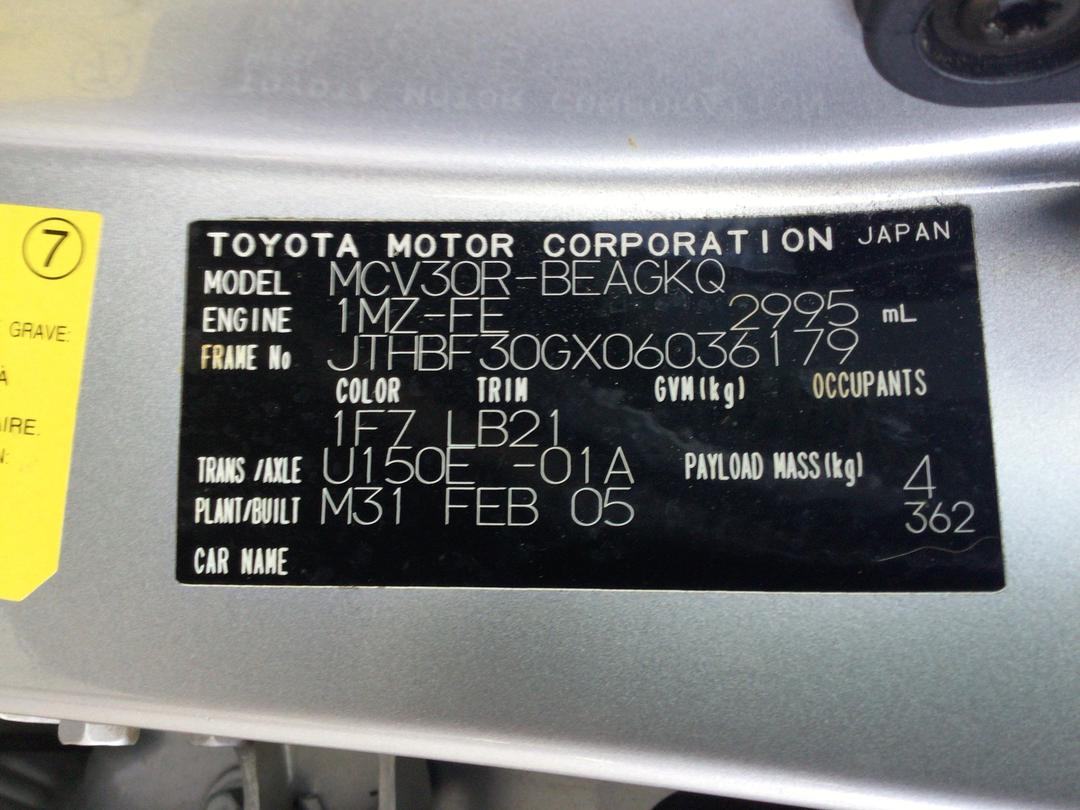 TOYOTA MOTOR CORPORATION JAPAN
MODEL MCV30R-BEAGKQ
ENGINE 1MZ-FE 2995 mL
FRAME No JTHBF30GX06036179
COLOR TRIM GVM(kg) OCCUPANTS
1F7 LB21
TRANS/AXLE U150E -01A PAYLOAD MASS(kg) 4
PLANT/BUILT M31 FEB 05 362
CAR NAME
7
GRAVE:
À
AIRE.
N: